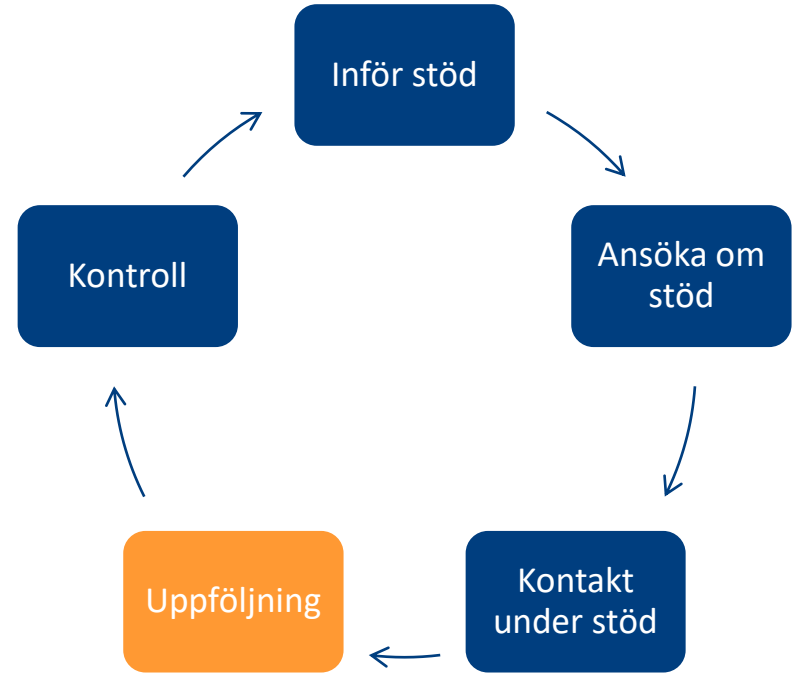 Inför stöd
Ansöka om
stöd
Kontakt
under stöd
Uppföljning
Kontroll